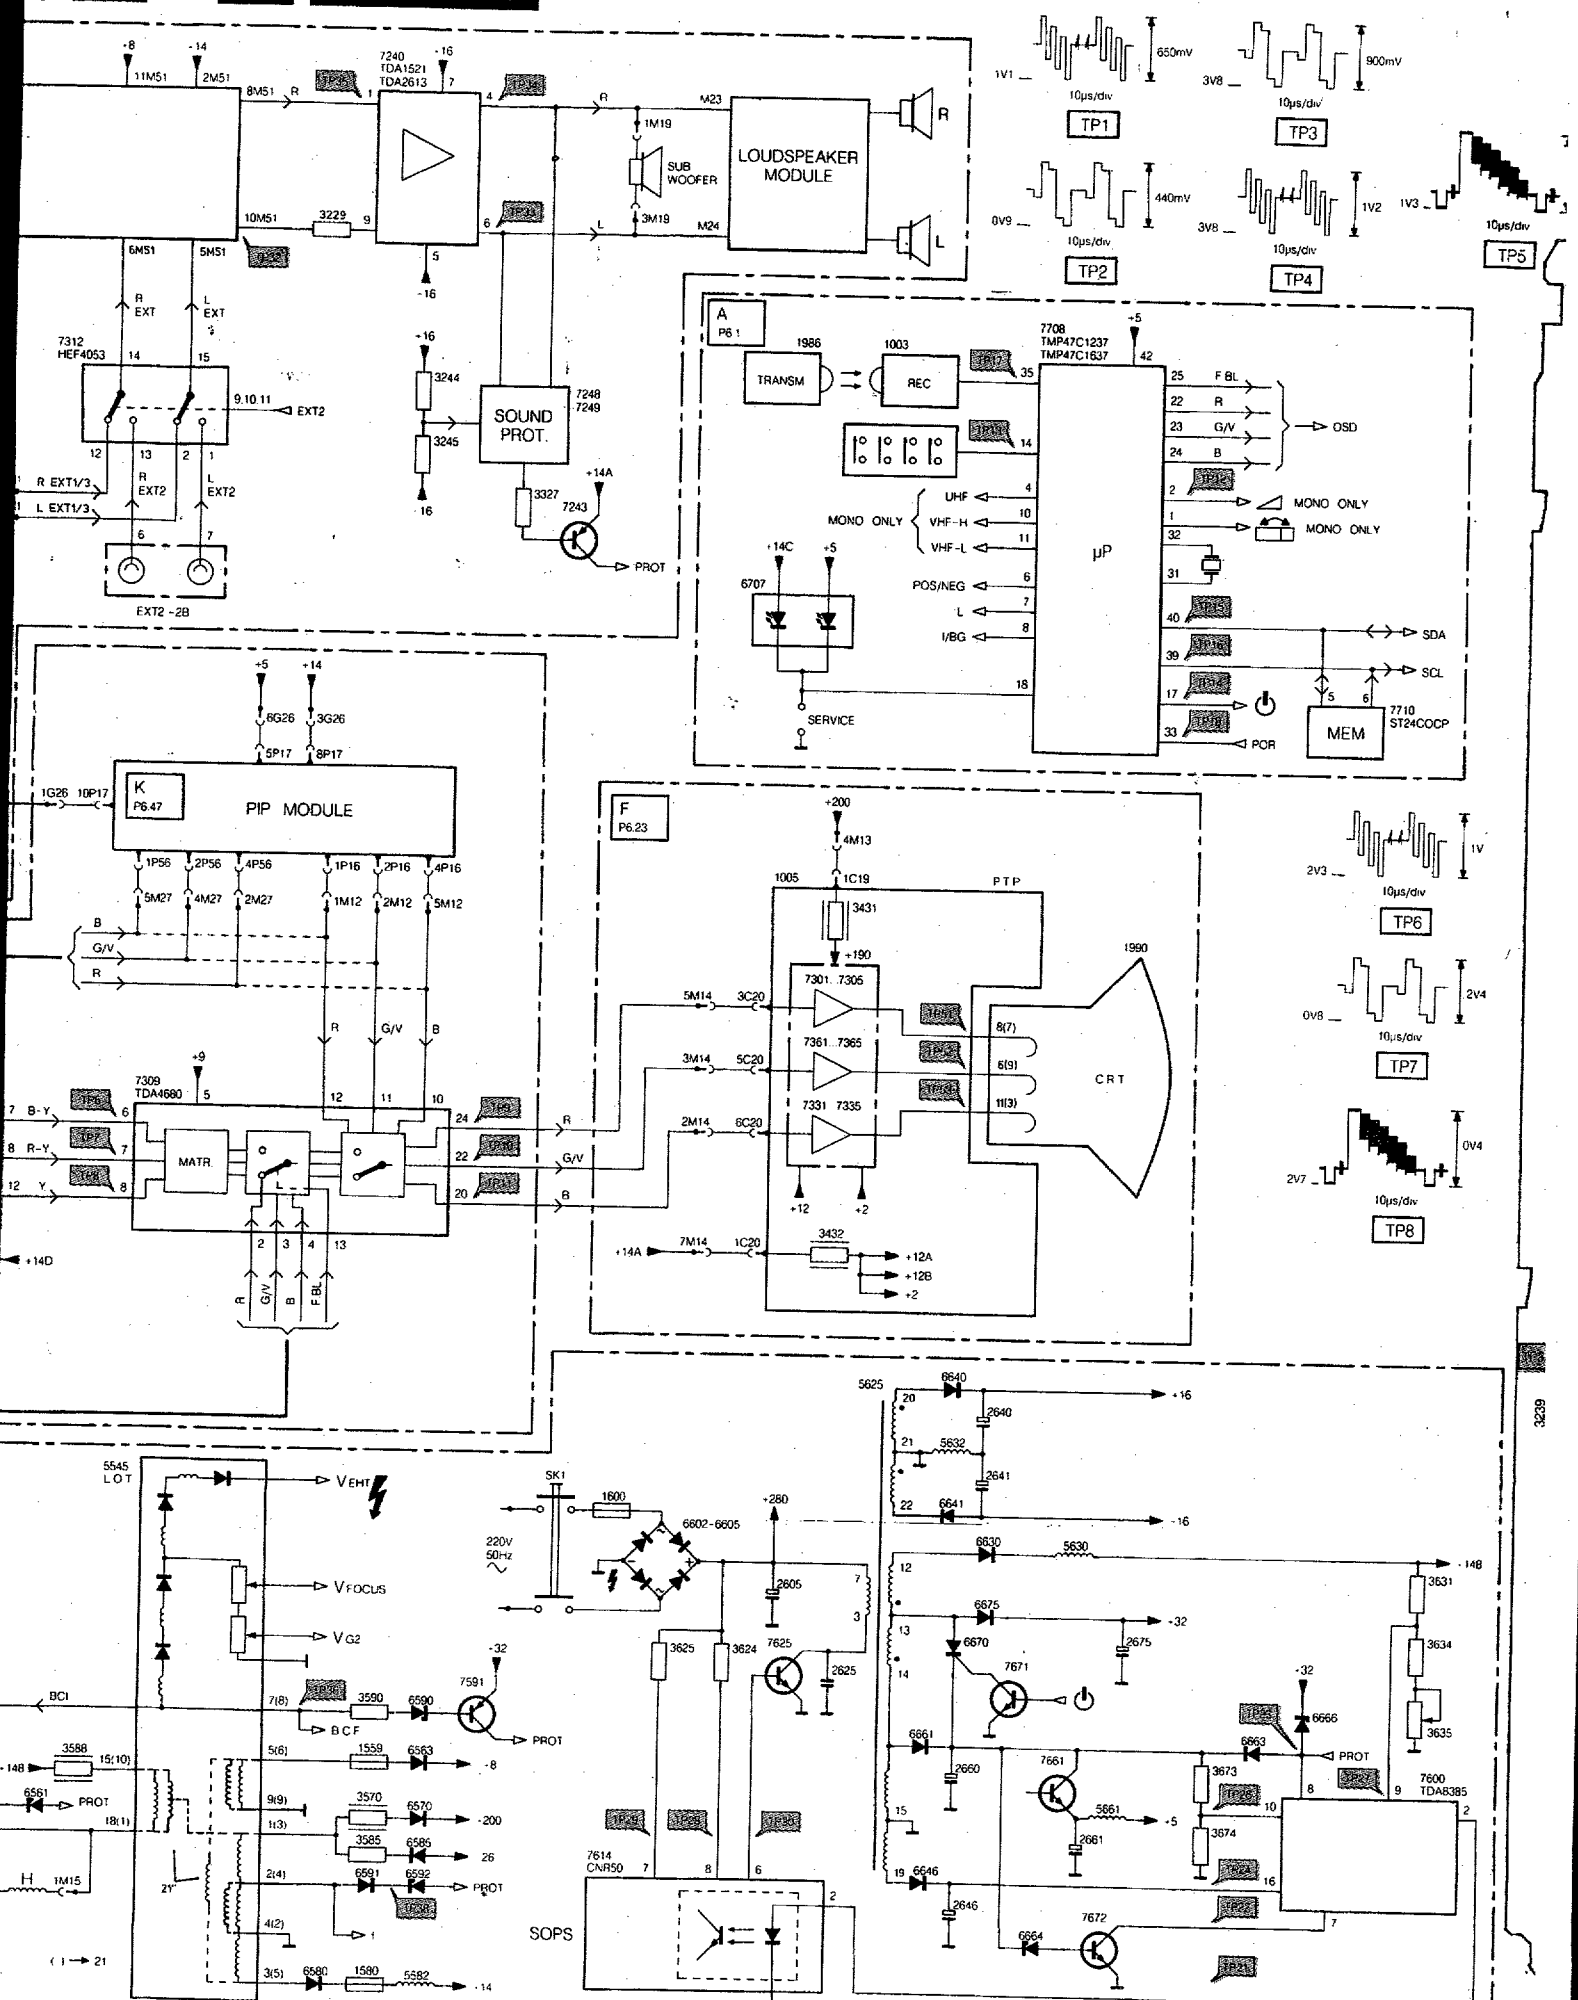 -8
-14
11M51
2M51
8M51 R
10M51
3229
6M51
5M51
7240
TDA1521
TDA2613
-16
7
1
4
9
6
5
-16
R
L
1M19
SUB
WOOFER
3M19
M23
M24
LOUDSPEAKER
MODULE
R
L
1V1
650mV
10µs/div
TP1
3V8
900mV
10µs/div
TP3
0V9
440mV
10µs/div
TP2
3V8
1V2
10µs/div
TP4
1V3
10µs/div
TP5
R
EXT
L
EXT
7312
HEF4053
14
15
9.10.11
EXT2
12
13
2
1
R EXT1/3
L EXT1/3
R
EXT2
L
EXT2
6
7
EXT2-2B
+16
3244
3245
16
SOUND
PROT.
7248
7249
3327
7243
+14A
PROT
A
P6.1
1986
TRANSM
1003
REC
TP17
35
14
7708
TMP47C1237
TMP47C1637
+5
42
µP
25 F BL
22 R
23 G/V
24 B
OSD
2
MONO ONLY
1
MONO ONLY
32
31
40
SDA
39
SCL
17
33
POR
5
6
MEM
7710
ST24COCP
MONO ONLY
UHF 4
VHF-H 10
VHF-L 11
POS/NEG 6
L 7
I/BG 8
18
+14C
+5
6707
SERVICE
+5
+14
6G26
3G26
5P17
8P17
1G26 10P17
K
P6.47
PIP MODULE
1P56
2P56
4P56
1P16
2P16
4P16
5M27
4M27
2M27
1M12
2M12
5M12
B
G/V
R
R
G/V
B
7309
TDA4680
+9
5
12
11
10
7 B-Y 6
8 R-Y 7
12 Y 8
MATR.
24
22
20
R
G/V
B
2
3
4
13
R
G/V
B
F BL
+14D
F
P6.23
+200
4M13
1C19
1005
PTP
3431
+190
7301...7305
7361...7365
7331 7335
5M14
3C20
3M14
5C20
2M14
6C20
+12
+2
8(7)
6(9)
11(3)
1990
CRT
+14A
7M14
1C20
3432
+12A
+12B
+2
2V3
1V
10µs/div
TP6
0V8
2V4
10µs/div
TP7
2V7
0V4
10µs/div
TP8
3239
5545
LOT
VEHT
VFOCUS
VG2
BCI
7(8)
BCF
3590
6590
7591
-32
PROT
3588
-148
15(10)
6561
PROT
18(1)
5(6)
1559
6563
-8
9(9)
3570
6570
-200
1(3)
3585
6585
26
2(4)
6591
6592
PROT
4(2)
3(5)
6580
1580
5582
-14
H
1M15
21"
( ) → 21
SK1
1600
220V
50Hz
6602-6605
+280
2605
7
3
3625
3624
7625
2625
7614
CNR50
7
8
6
2
SOPS
5625
20
21
22
6640
2640
5632
2641
6641
+16
-16
12
13
14
15
19
6630
5630
-148
6675
+32
2675
6670
7671
6661
2660
7661
5661
2661
+5
6646
2646
6664
7672
3631
3634
3635
-32
6666
PROT
6663
3673
3674
7600
TDA8385
8
9
10
2
16
7